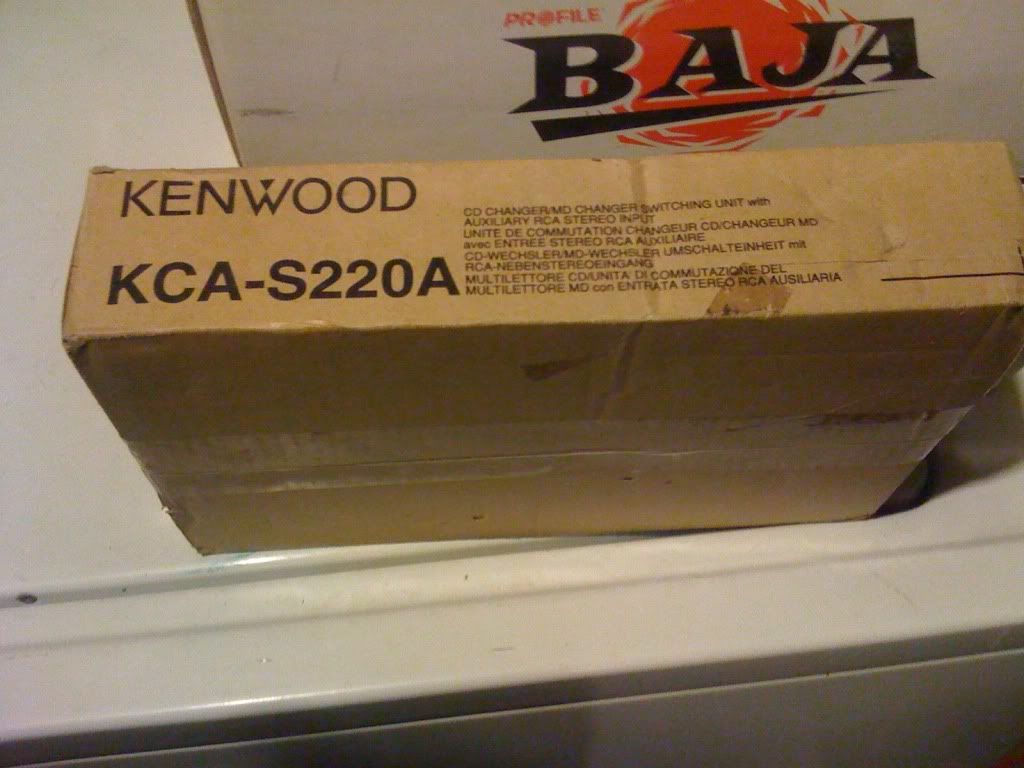 PROFILE
BAJA
KENWOOD
KCA-S220A
CD CHANGER/MD CHANGER SWITCHING UNIT with
AUXILIARY RCA STEREO INPUT
UNITE DE COMMUTATION CHANGEUR CD/CHANGEUR MD
avec ENTREE STEREO RCA AUXILIAIRE
CD-WECHSLER/MD-WECHSLER UMSCHALTEINHEIT mit
RCA-NEBENSTEREOEINGANG
MULTILETTORE CD/UNITA' DI COMMUTAZIONE DEL
MULTILETTORE MD con ENTRATA STEREO RCA AUSILIARIA